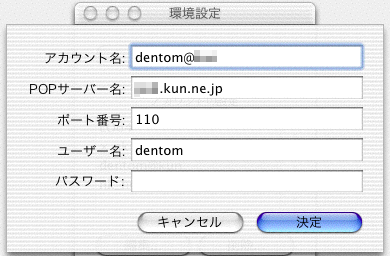 環境設定
アカウント名: dentom@
POPサーバー名: .kun.ne.jp
ポート番号: 110
ユーザー名: dentom
パスワード:
キャンセル 決定